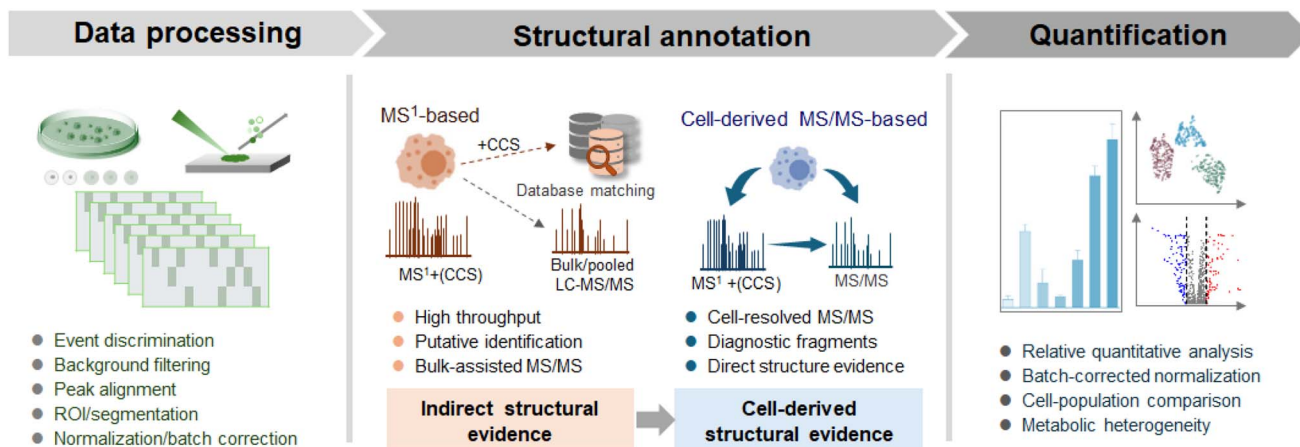 Data processing
Structural annotation
Quantification
Event discrimination
Background filtering
Peak alignment
ROI/segmentation
Normalization/batch correction
MS¹-based
+CCS
Database matching
MS¹+(CCS)
Bulk/pooled
LC-MS/MS
High throughput
Putative identification
Bulk-assisted MS/MS
Indirect structural
evidence
Cell-derived MS/MS-based
MS¹ +(CCS)
MS/MS
Cell-resolved MS/MS
Diagnostic fragments
Direct structure evidence
Cell-derived
structural evidence
Relative quantitative analysis
Batch-corrected normalization
Cell-population comparison
Metabolic heterogeneity